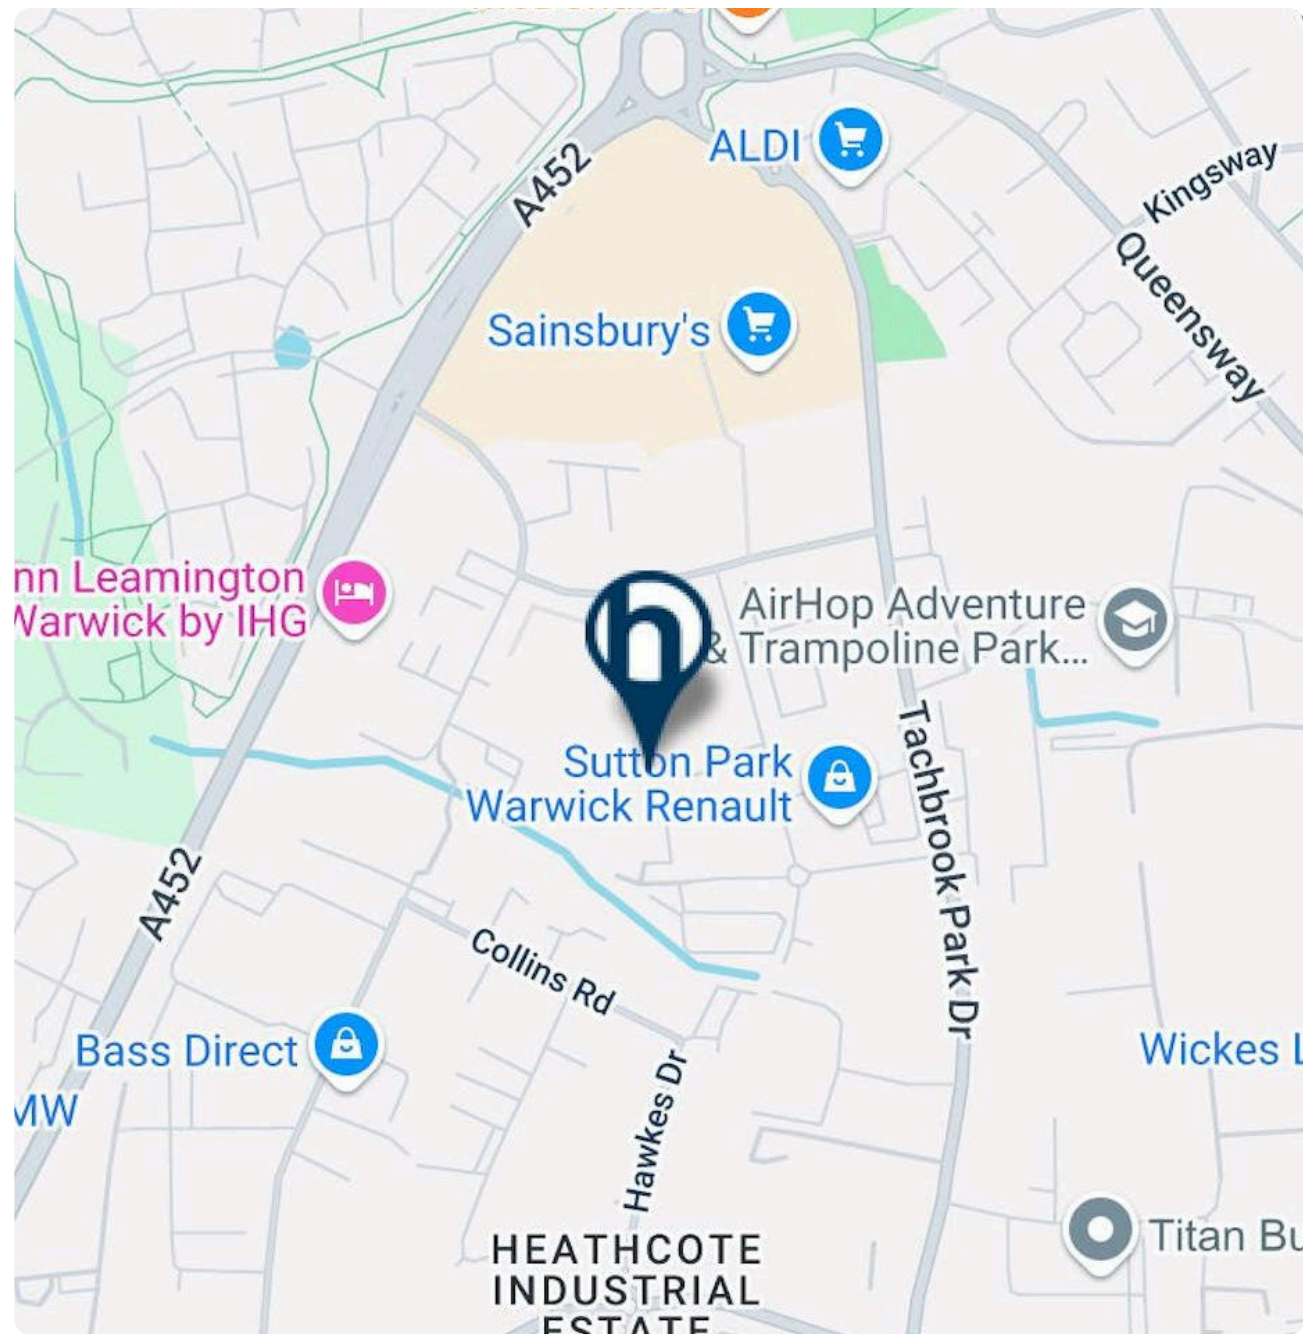 ALDI
A452
Kingsway
Queensway
Sainsbury's
nn Leamington
Warwick by IHG
h
AirHop Adventure
& Trampoline Park...
Sutton Park
Warwick Renault
Tachbrook Park Dr
A452
Collins Rd
Bass Direct
Wickes L
MW
Hawkes Dr
Titan Bu
HEATHCOTE
INDUSTRIAL
ESTATE